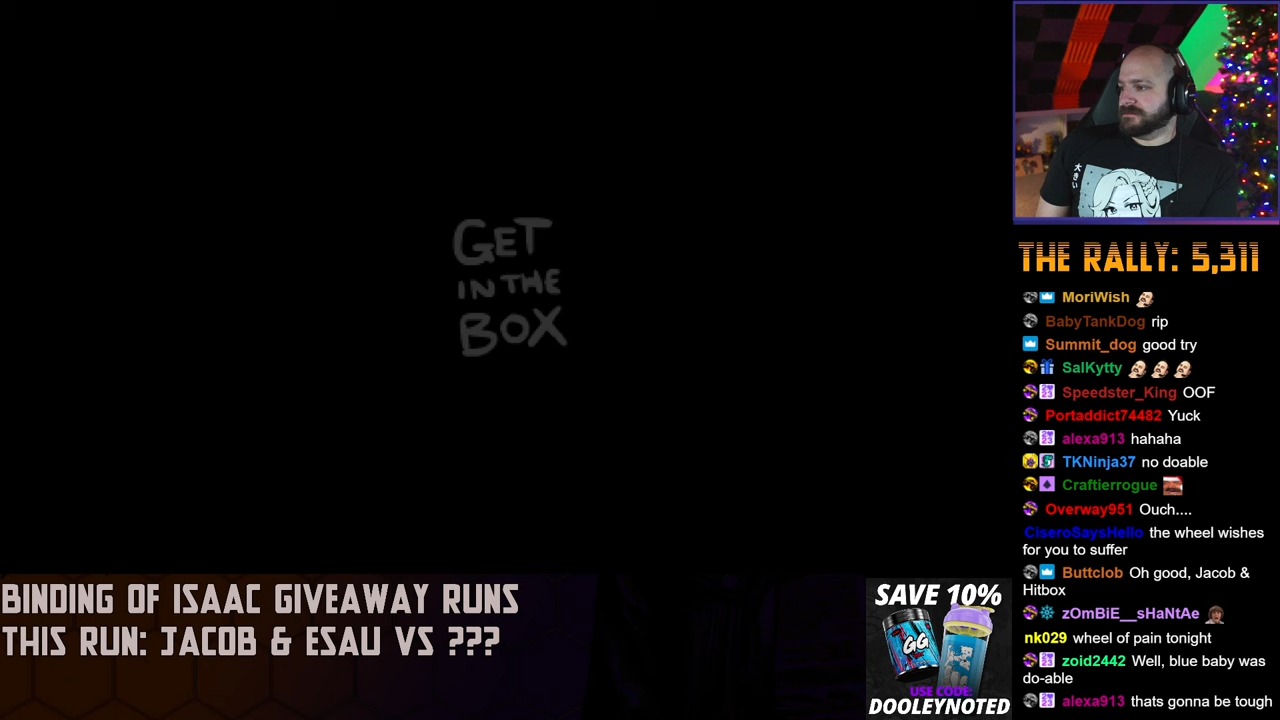 GET
IN THE
BOX
大きい
THE RALLY: 5,311
MoriWish
BabyTankDog rip
Summit_dog good try
SalKytty
Speedster_King OOF
Portaddict74482 Yuck
alexa913 hahaha
TKNinja37 no doable
Craftierrogue
Overway951 Ouch....
CiseroSaysHello the wheel wishes
for you to suffer
Buttclob Oh good, Jacob &
Hitbox
zOmBiE__sHaNtAe
nk029 wheel of pain tonight
zoid2442 Well, blue baby was
do-able
alexa913 thats gonna be tough
BINDING OF ISAAC GIVEAWAY RUNS
THIS RUN: JACOB & ESAU VS ???
SAVE 10%
GG
USE CODE:
DOOLEYNOTED